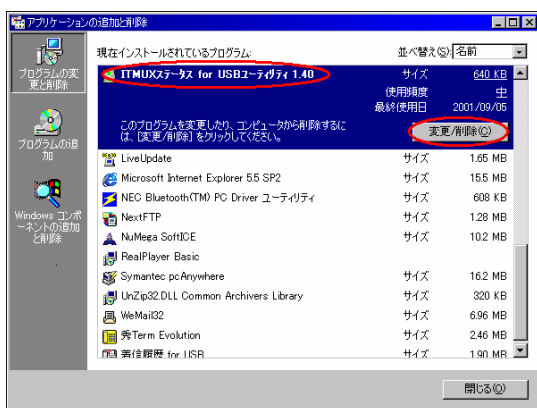 アプリケーションの追加と削除
プログラムの変
更と削除
プログラムの追
加
Windows コンポ
ーネントの追加
と削除
現在インストールされているプログラム:
並べ替え(S): 名前
ITMUXステータス for USBユーティリティ 1.40 サイズ 640 KB
使用頻度 中
最終使用日 2001/09/05
このプログラムを変更したり、コンピュータから削除するに
は、[変更/削除] をクリックしてください。
変更/削除(C)
LiveUpdate サイズ 1.65 MB
Microsoft Internet Explorer 5.5 SP2 サイズ 15.5 MB
NEC Bluetooth(TM) PC Driver ユーティリティ サイズ 608 KB
NextFTP サイズ 1.28 MB
NuMega SoftICE サイズ 10.2 MB
RealPlayer Basic
Symantec pcAnywhere サイズ 16.2 MB
UnZip32.DLL Common Archivers Library サイズ 320 KB
WeMail32 サイズ 6.96 MB
秀Term Evolution サイズ 2.46 MB
着信履歴 for USB サイズ 1.90 MB
閉じる(O)